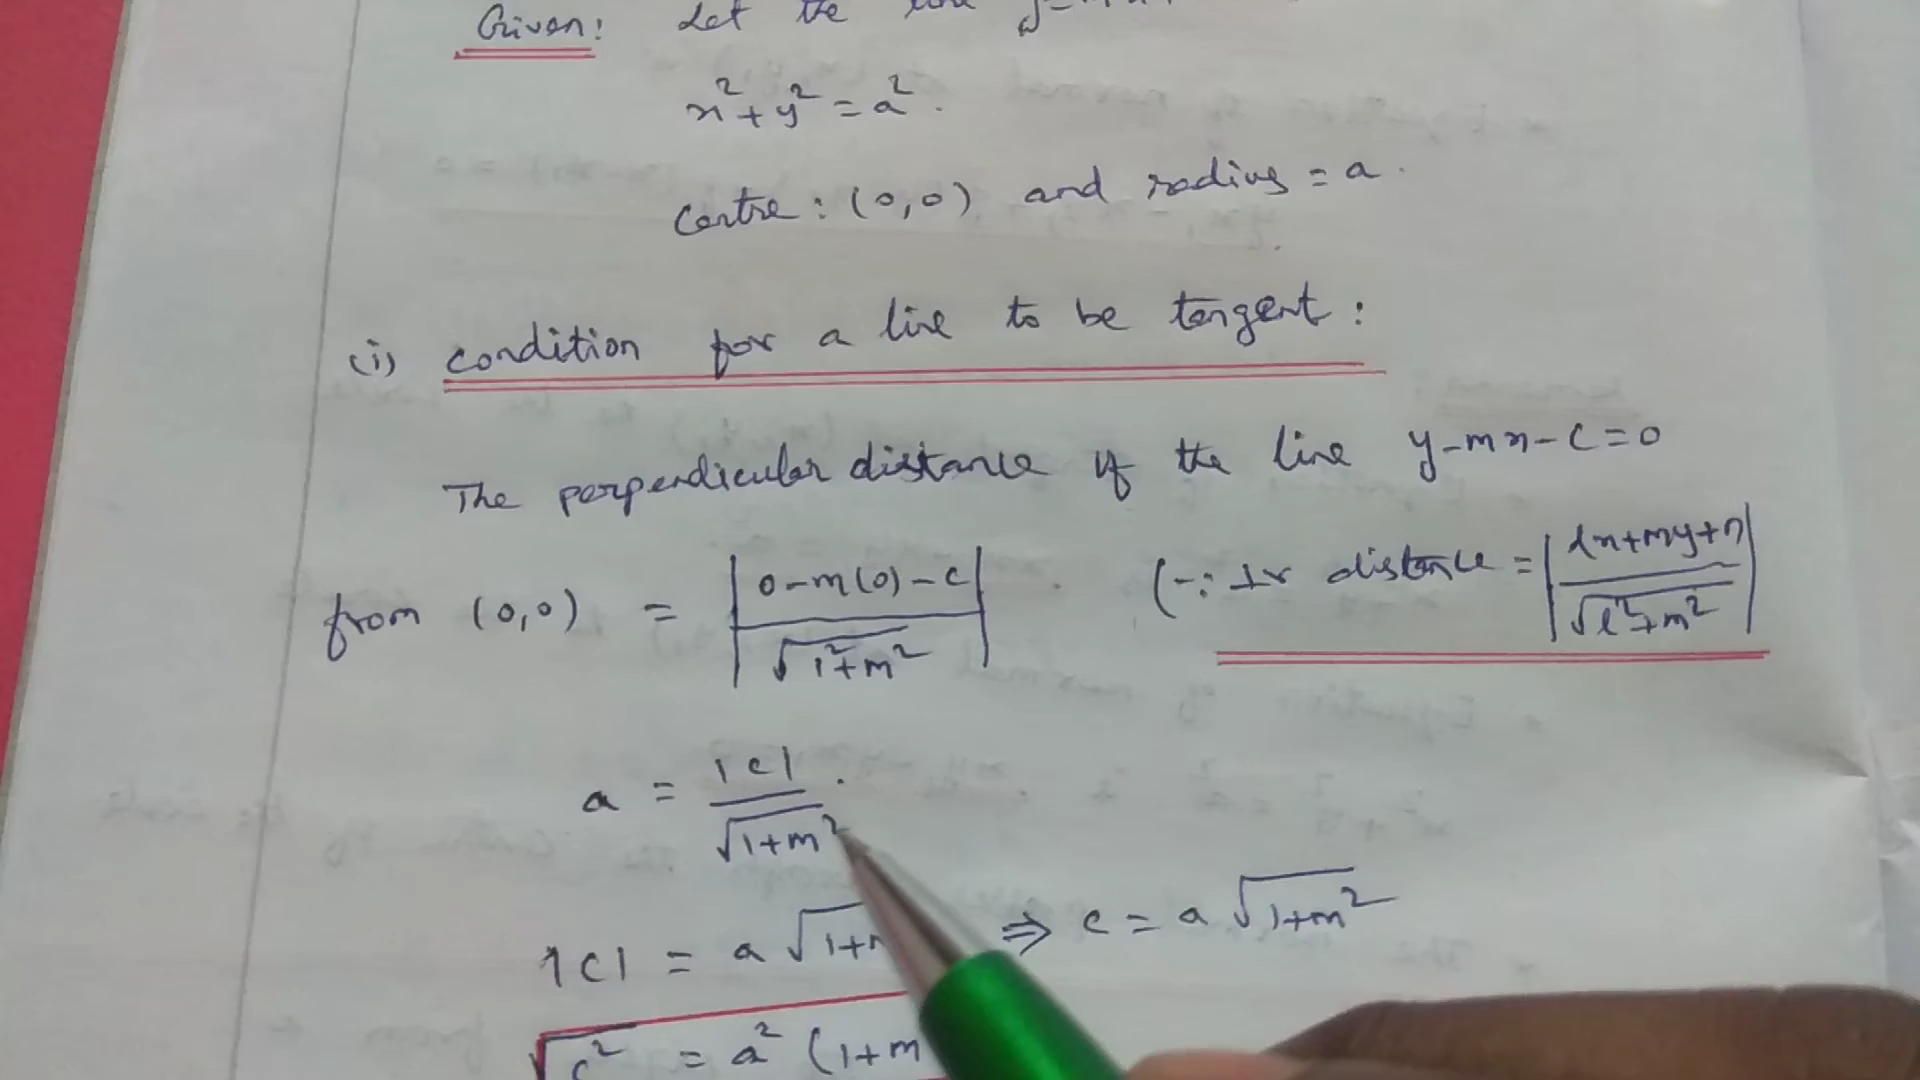 Given: Let the line
x²+y²=a².
Centre: (0,0) and radius = a.
(i) condition for a line to be tangent:
The perpendicular distance of the line y-mx-c=0
from (0,0) = |0-m(0)-c / √1²+m²| (∵ ⊥r distance = |lx+my+n / √l²+m²|
a = |c| / √1+m².
|c| = a √1+m ⇒ c = a √1+m²
c² = a² (1+m